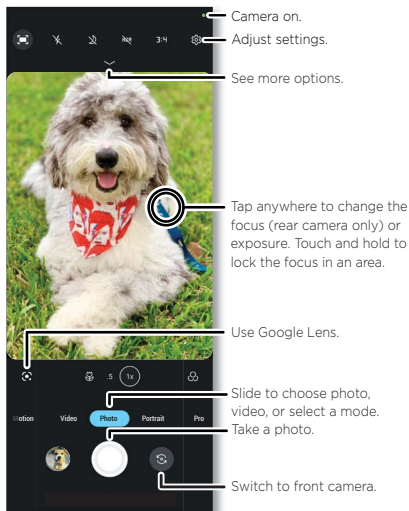 Camera on.
3:4
Adjust settings.
See more options.
Tap anywhere to change the
focus (rear camera only) or
exposure. Touch and hold to
lock the focus in an area.
Use Google Lens.
.5 1x
Slide to choose photo,
video, or select a mode.
Motion Video Photo Portrait Pro
Take a photo.
Switch to front camera.